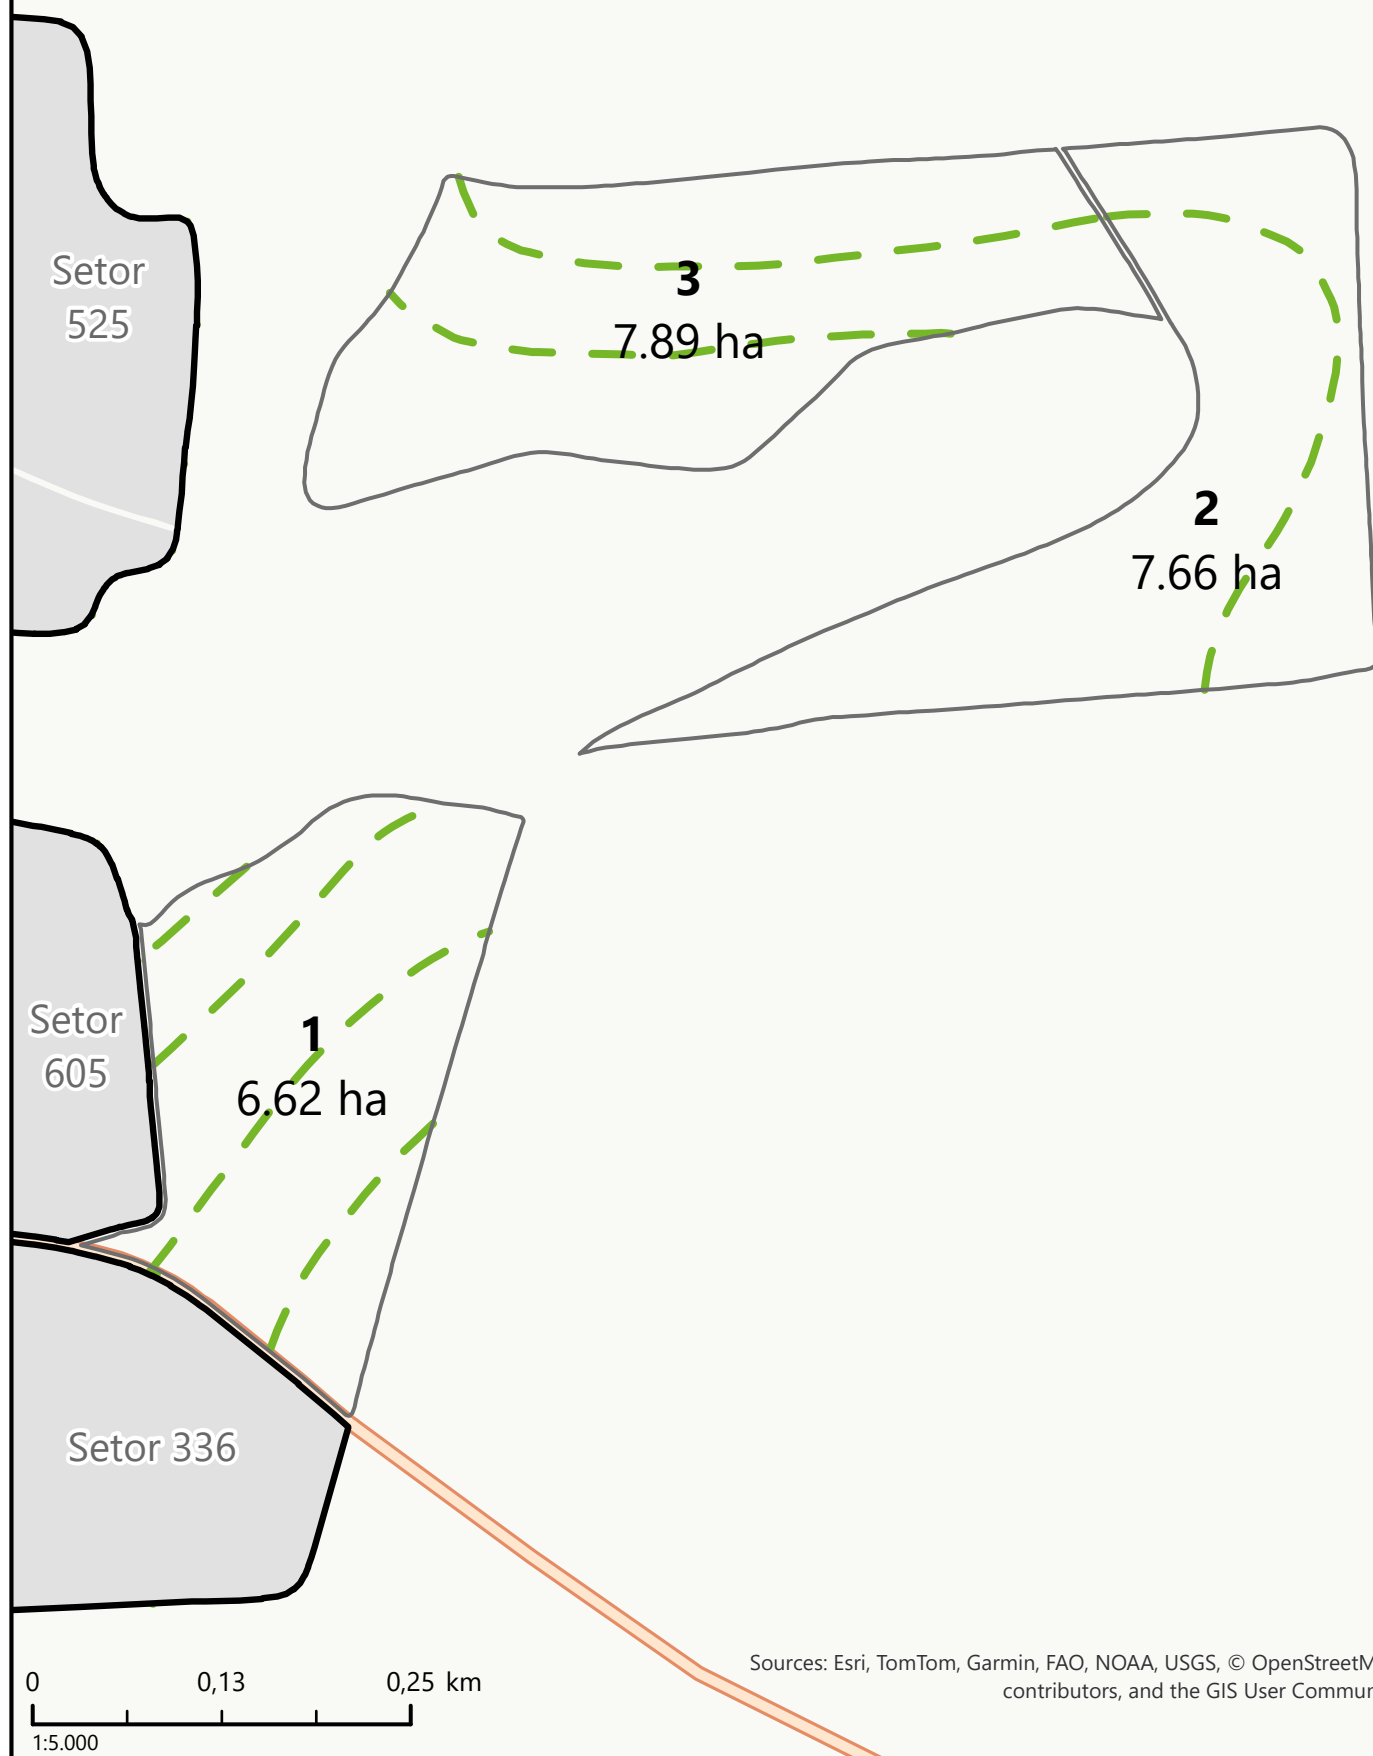 Setor
525
3
7.89 ha
2
7.66 ha
Setor
605
1
6.62 ha
Setor 336
0 0,13 0,25 km
1:5.000
Sources: Esri, TomTom, Garmin, FAO, NOAA, USGS, © OpenStreetM
contributors, and the GIS User Commun